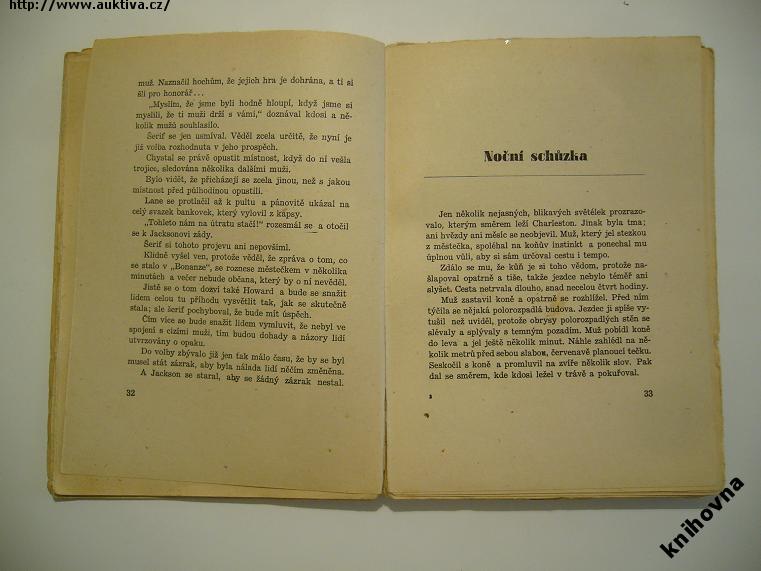 http://www.auktiva.cz/
muž. Naznačil hochům, že jejich hra je dohrána, a ti si
šli pro honorář...
„Myslím, že jsme byli hodně hloupí, když jsme si
mysleli, že ti muži drží s vámi,“ doznával kdosi a ně-
kolik mužů souhlasilo.
Šerif se jen usmíval. Věděl zcela určitě, že nyní je
již volba rozhodnuta v jeho prospěch.
Chystal se právě opustit místnost, když do ní vešla
trojice, sledována několika dalšími muži.
Bylo vidět, že přicházejí se zcela jinou, než s jakou
místnost před půlhodinou opustili.
Lane se protlačil až k pultu a pánovitě ukázal na
celý svazek bankovek, který vylovil z kapsy.
„Tohleto nám na útratu stačí!“ rozesmál se a otočil
se k Jacksonovi zády.
Šerif si tohoto projevu ani nepovšiml.
Klidně vyšel ven, protože věděl, že zpráva o tom, co
se stalo v „Bonanze“, se roznese městečkem v několika
minutách a večer nebude občana, který by o ní nevěděl.
Jistě se o tom dozví také Howard a bude se snažit
lidem celou tu příhodu vysvětlit tak, jak se skutečně
stala; ale šerif pochyboval, že bude mít úspěch.
Čím více se bude snažit lidem vymluvit, že nebyl ve
spojení s cizími muži, tím budou dohady a názory lidí
utvrzovány o opaku.
Do volby zbývalo již jen tak málo času, že by se byl
musel stát zázrak, aby byla nálada lidí něčím změněna.
A Jackson se staral, aby se žádný zázrak nestal.
32
Noční schůzka
Jen několik nejasných, blikavých světélek prozrazo-
valo, kterým směrem leží Charleston. Jinak byla tma;
ani hvězdy ani měsíc se neobjevil. Muž, který jel stezkou
z městečka, spoléhal na koňův instinkt a ponechal mu
úplnou vůli, aby si sám určoval cestu i tempo.
Zdálo se mu, že kůň je si toho vědom, protože na-
šlapoval opatrně a tiše, takže jezdce nebylo téměř ani
slyšet. Cesta netrvala dlouho, snad necelou čtvrt hodiny.
Muž zastavil koně a opatrně se rozhlížel. Před ním
týčila se nějaká polorozpadlá budova. Jezdec ji spíše vy-
tušil než uviděl, protože obrysy polorozpadlých stěn se
slévaly a splývaly s temným pozadím. Muž pobídl koně
do leva a jel ještě několik minut. Náhle zahlédl na ně-
kolik metrů před sebou slabou, červenavě planoucí tečku.
Seskočil s koně a promluvil na zvíře několik slov. Pak
dal se směrem, kde kdosi ležel v trávě a pokuřoval.
33
knihovna